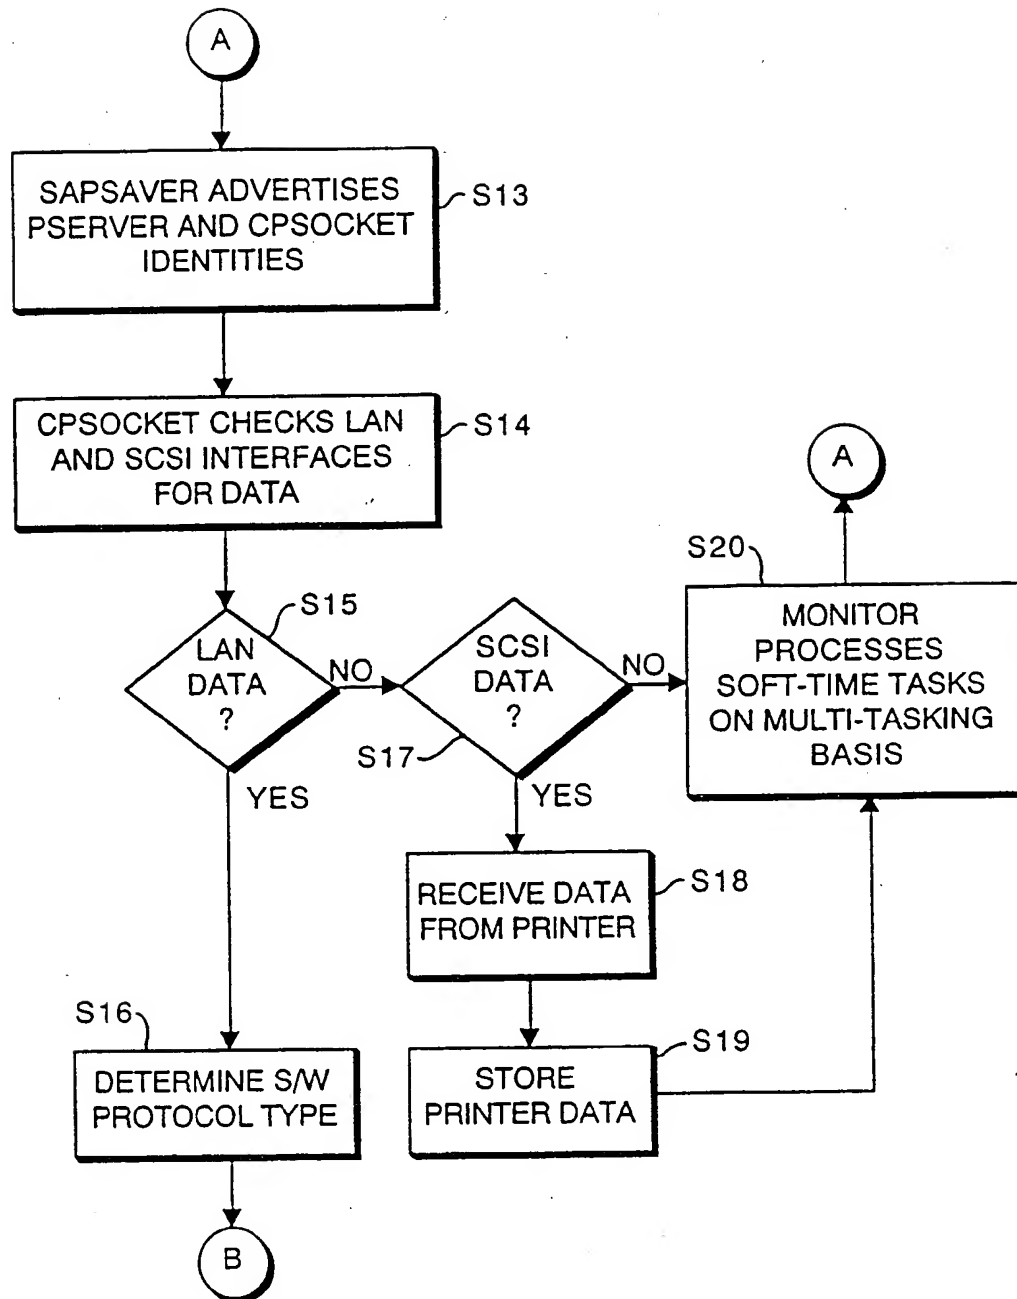 A
SAPSAVER ADVERTISES
PSERVER AND CPSOCKET
IDENTITIES
S13
CPSOCKET CHECKS LAN
AND SCSI INTERFACES
FOR DATA
S14
LAN
DATA
?
S15
NO
YES
SCSI
DATA
?
S17
NO
YES
A
S20
MONITOR
PROCESSES
SOFT-TIME TASKS
ON MULTI-TASKING
BASIS
RECEIVE DATA
FROM PRINTER
S18
S16
DETERMINE S/W
PROTOCOL TYPE
STORE
PRINTER DATA
S19
B